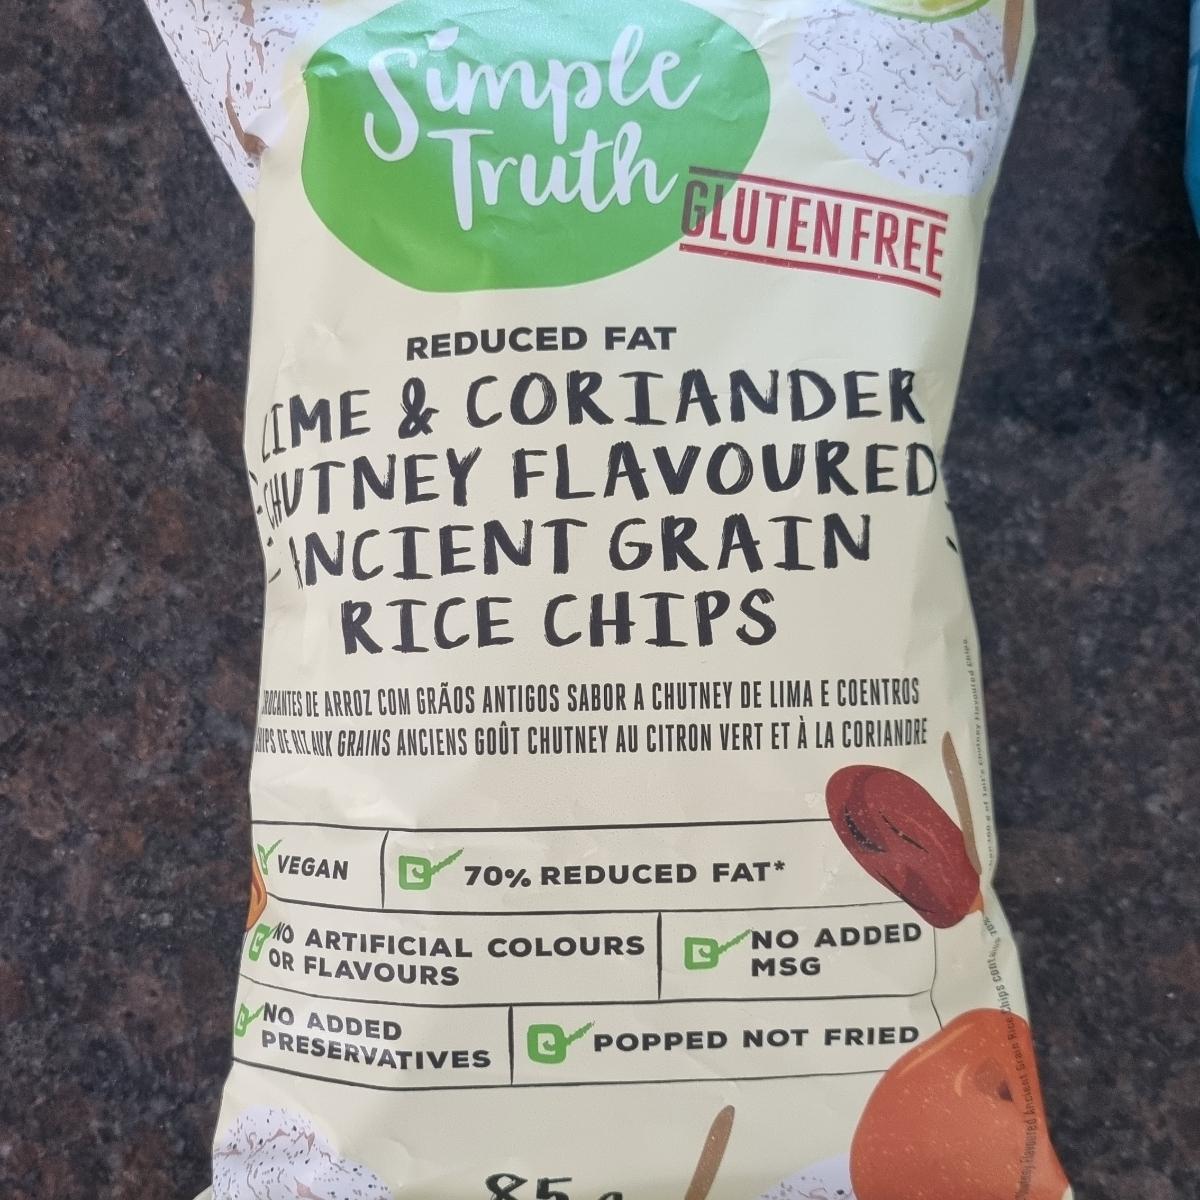 Simple
Truth
GLUTEN FREE
REDUCED FAT
LIME & CORIANDER
CHUTNEY FLAVOURED
ANCIENT GRAIN
RICE CHIPS
CROCANTES DE ARROZ COM GRÃOS ANTIGOS SABOR A CHUTNEY DE LIMA E COENTROS
CHIPS DE RIZ AUX GRAINS ANCIENS GOÛT CHUTNEY AU CITRON VERT ET À LA CORIANDRE
VEGAN
70% REDUCED FAT*
NO ARTIFICIAL COLOURS
OR FLAVOURS
NO ADDED
MSG
NO ADDED
PRESERVATIVES
POPPED NOT FRIED
85 g